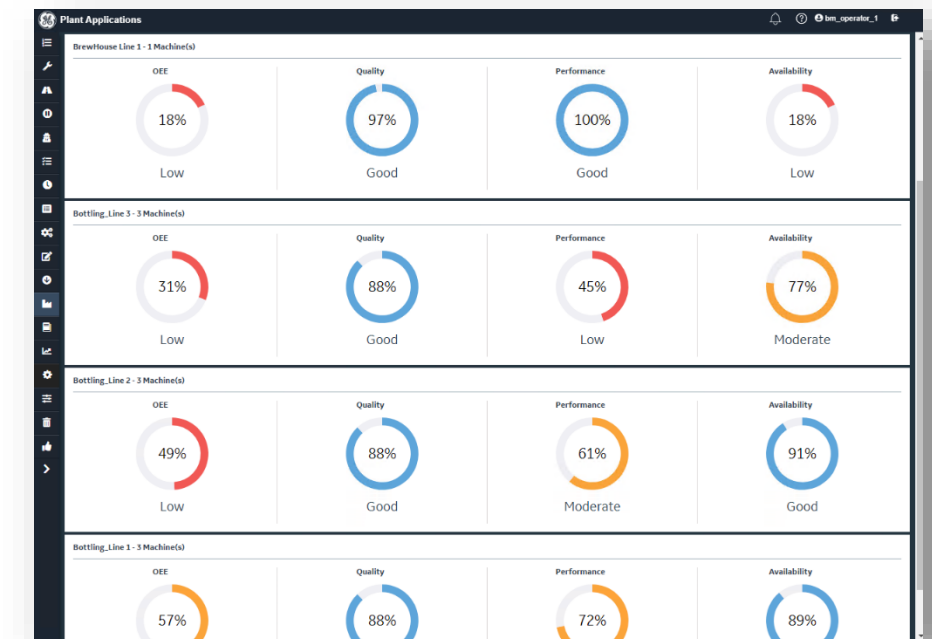 Plant Applications
bm_operator_1
BrewHouse Line 1 - 1 Machine(s)
OEE Quality Performance Availability
18% 97% 100% 18%
Low Good Good Low
Bottling_Line 3 - 3 Machine(s)
OEE Quality Performance Availability
31% 88% 45% 77%
Low Good Low Moderate
Bottling_Line 2 - 3 Machine(s)
OEE Quality Performance Availability
49% 88% 61% 91%
Low Good Moderate Good
Bottling_Line 1 - 3 Machine(s)
OEE Quality Performance Availability
57% 88% 72% 89%